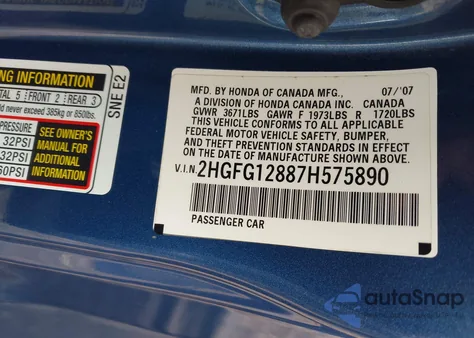 NG INFORMATION
TAL 5 FRONT 2 REAR 3
d never exceed 385kg or 850lbs.
PRESSURE
32PSI
32PSI
60PSI
SEE OWNER'S
MANUAL FOR
ADDITIONAL
INFORMATION
SNE E2
MFD. BY HONDA OF CANADA MFG., 07/'07
A DIVISION OF HONDA CANADA INC. CANADA
GVWR 3671LBS GAWR F 1973LBS R 1720LBS
THIS VEHICLE CONFORMS TO ALL APPLICABLE
FEDERAL MOTOR VEHICLE SAFETY, BUMPER,
AND THEFT PREVENTION STANDARDS IN EFFECT
ON THE DATE OF MANUFACTURE SHOWN ABOVE.
V.I.N. 2HGFG12887H575890
PASSENGER CAR
autoSnap